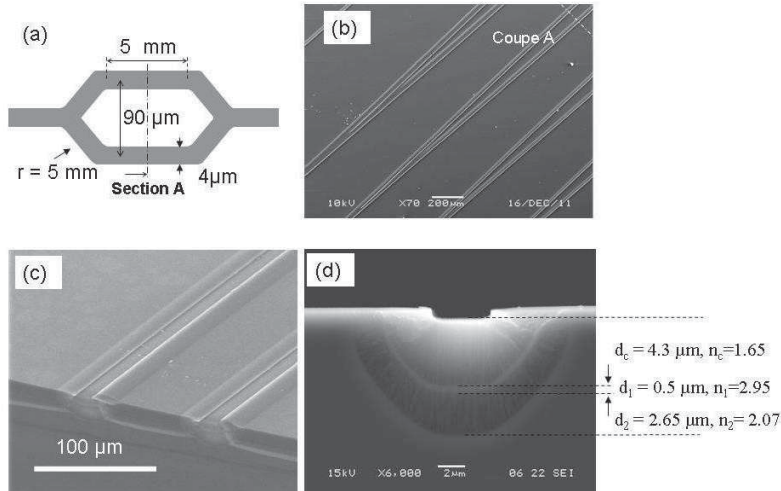 (a)
5 mm
90 µm
r = 5 mm
Section A
4µm
(b)
Coupe A
10kV X70 200µm 16/DEC/11
(c)
100 µm
(d)
d_c = 4.3 µm, n_c=1.65
d_1 = 0.5 µm, n_1=2.95
d_2 = 2.65 µm, n_2=2.07
15kV X6,000 2µm 06 22 SEI